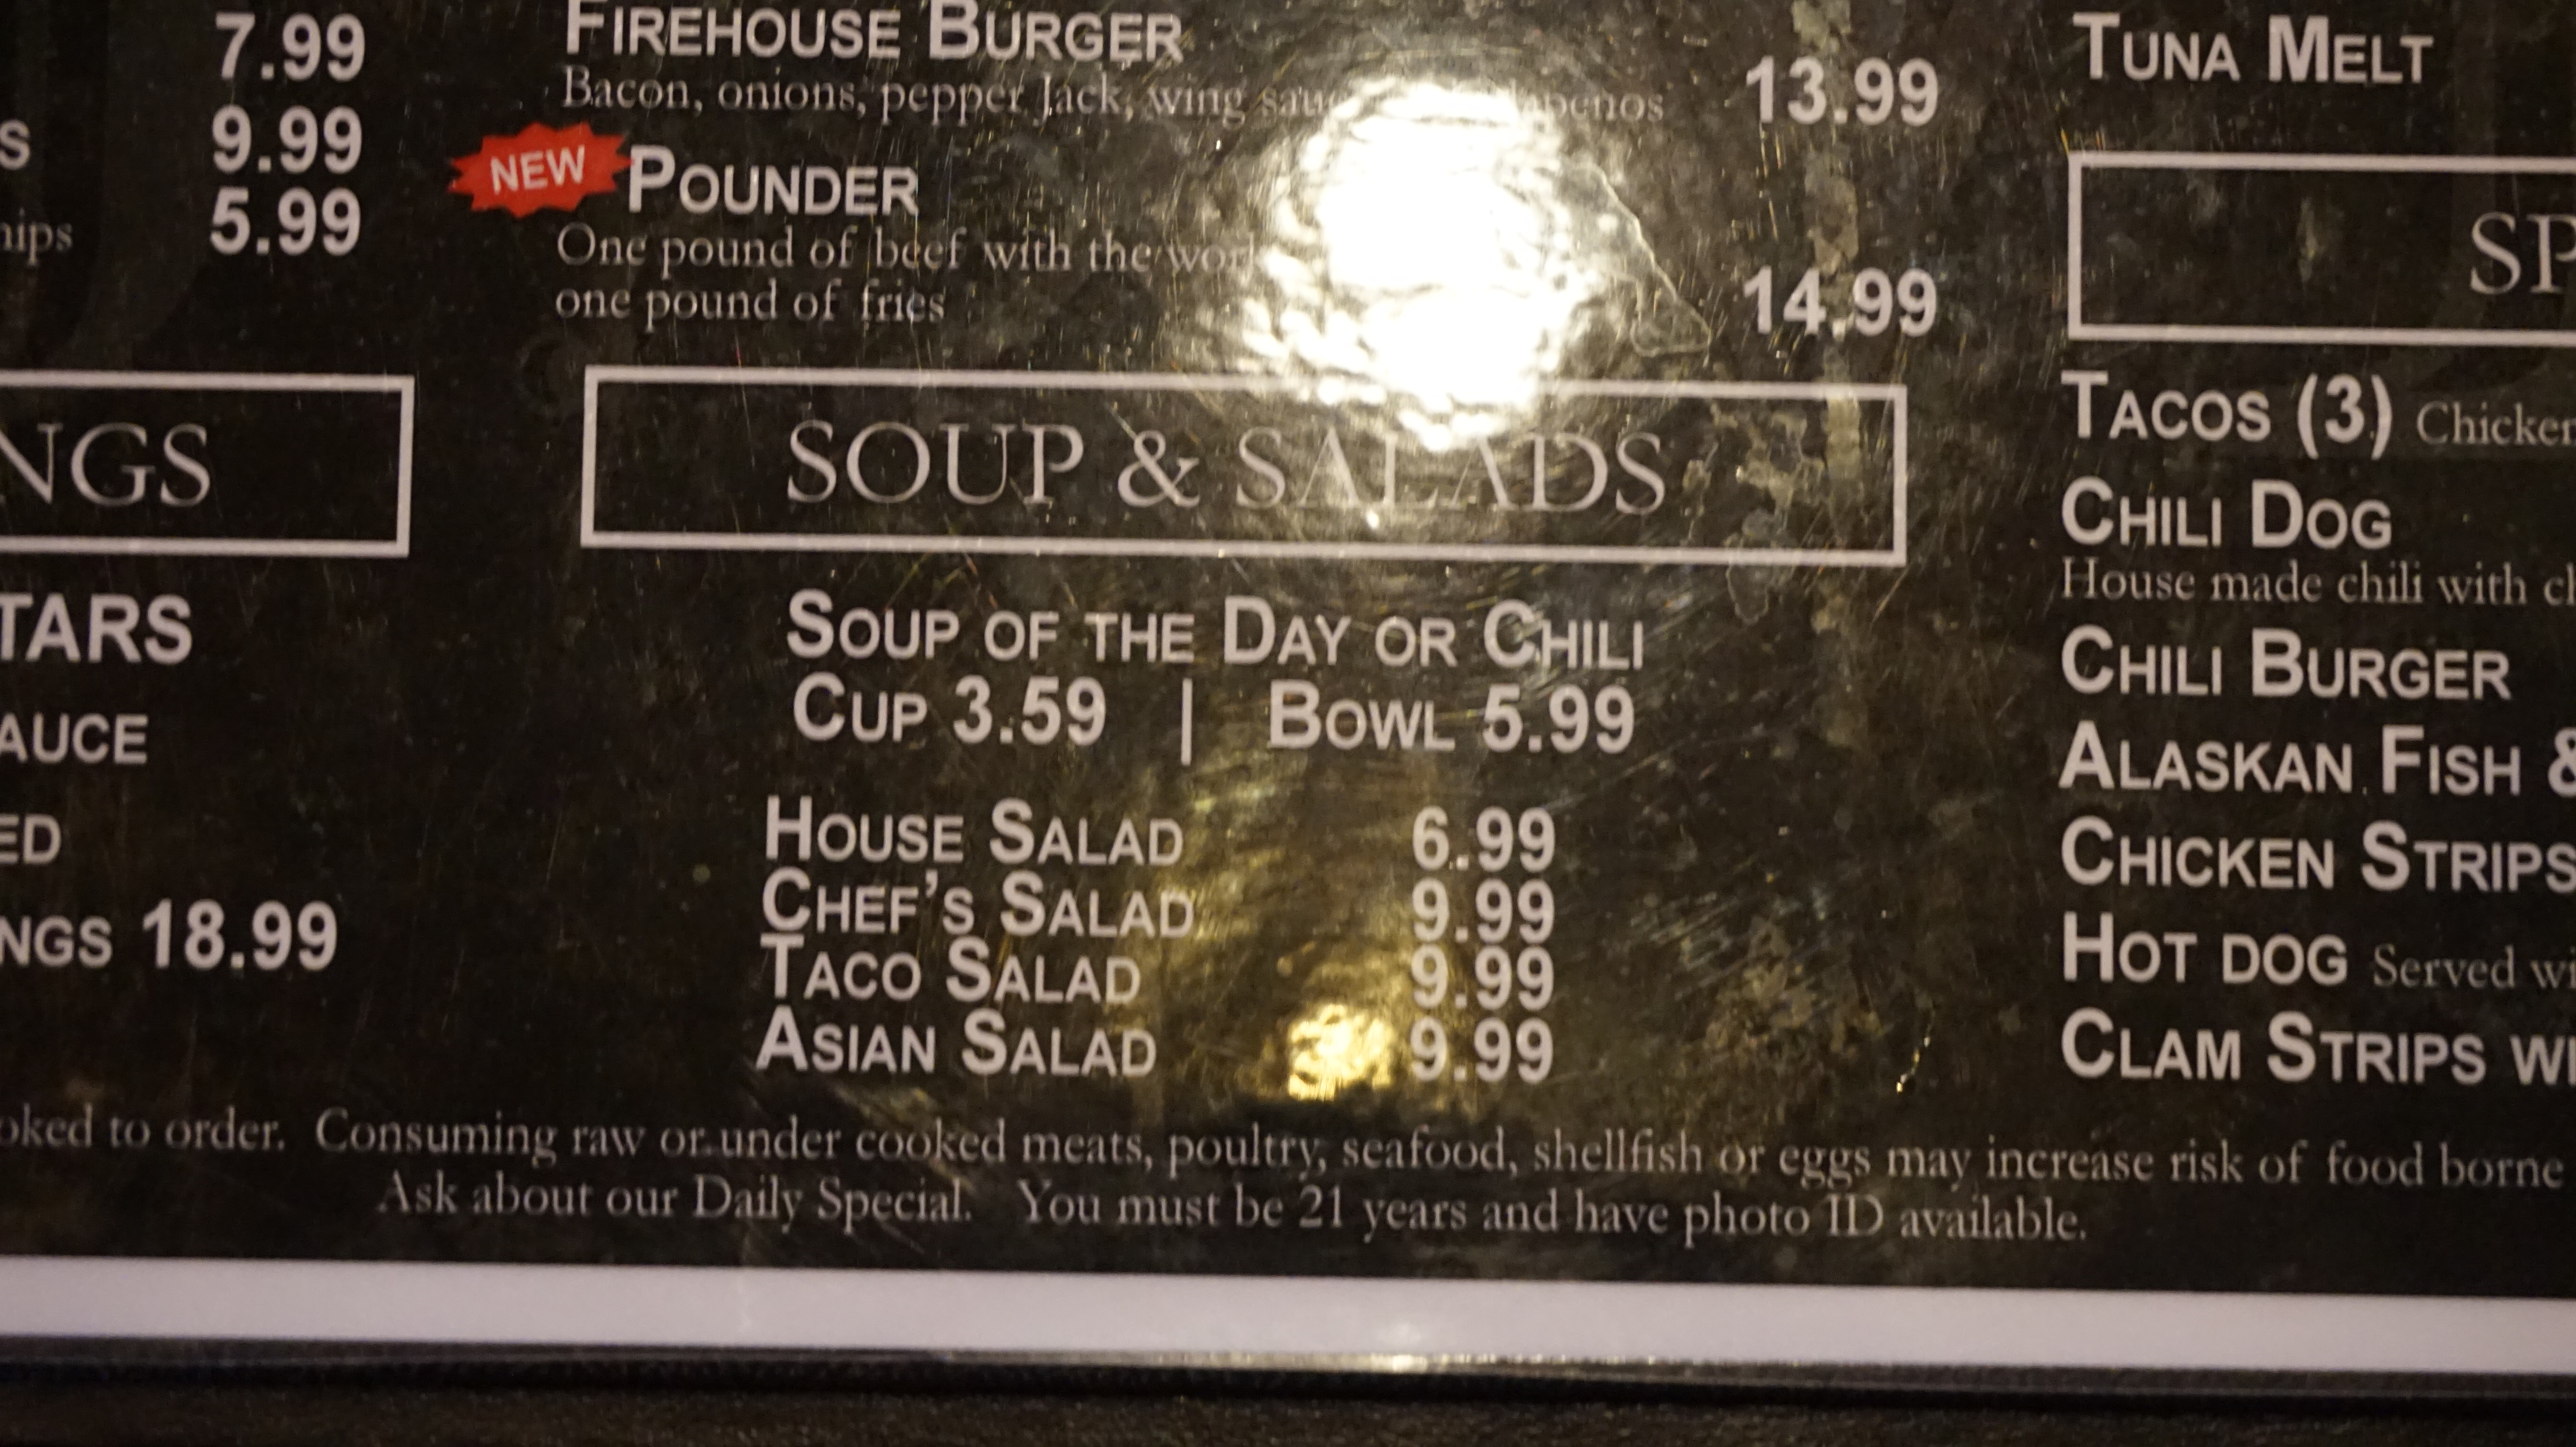 7.99
9.99
S
5.99
hips
NGS
TARS
AUCE
ED
NGS 18.99
FIREHOUSE BURGER
13.99
Bacon, onions, pepper jack, wing
NEW
POUNDER
14.99
One pound of beef with the
one pound of fries
SOUP & SALADS
SOUP OF THE DAY OR CHILI
CUP 3.59 | BOWL 5.99
HOUSE SALAD 6.99
CHEF'S SALAD 9.99
TACO SALAD 9.99
ASIAN SALAD 9.99
TUNA MELT
SP
TACOS (3) Chicken
CHILI DOG
House made chili with ch
CHILI BURGER
ALASKAN FISH &
CHICKEN STRIPS
HOT DOG Served wi
CLAM STRIPS WI
oked to order. Consuming raw or under cooked meats, poultry, seafood, shellfish or eggs may increase risk of food borne
Ask about our Daily Special. You must be 21 years and have photo ID available.